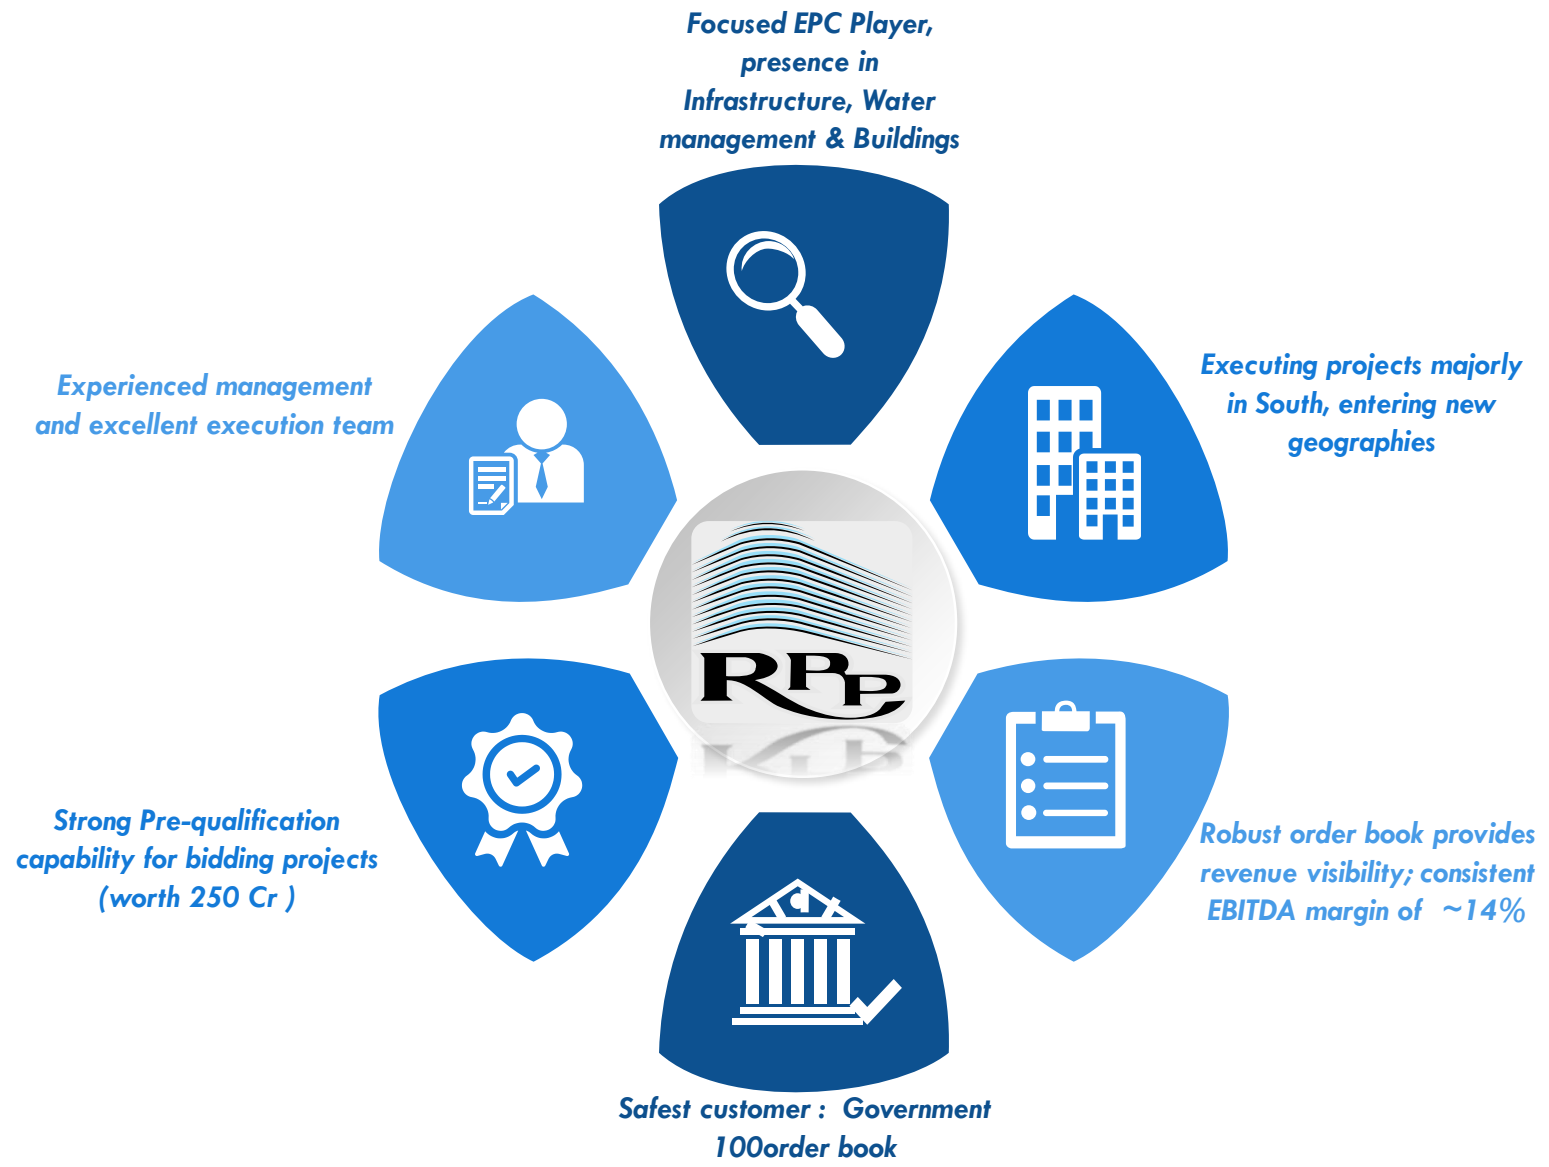 Focused EPC Player,
presence in
Infrastructure, Water
management & Buildings
Executing projects majorly
in South, entering new
geographies
Experienced management
and excellent execution team
RPP
Strong Pre-qualification
capability for bidding projects
(worth 250 Cr )
Robust order book provides
revenue visibility; consistent
EBITDA margin of ~14%
Safest customer : Government
100order book